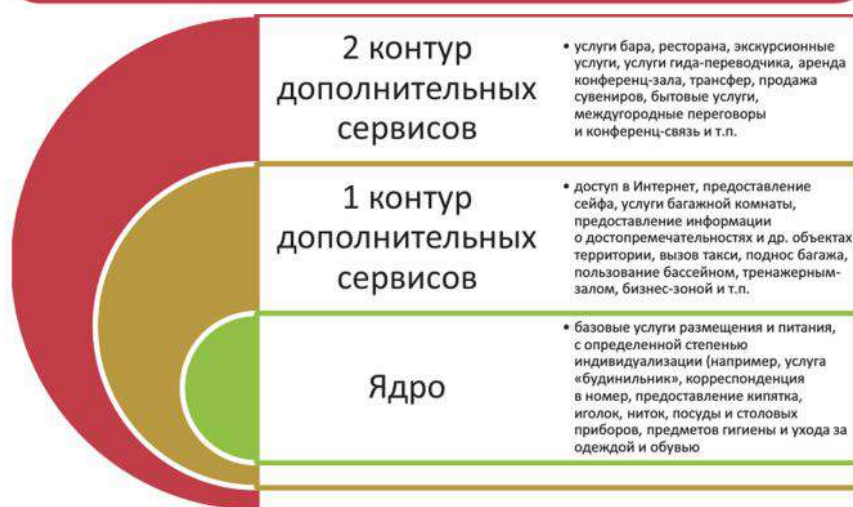 2 контур
дополнительных
сервисов
• услуги бара, ресторана, экскурсионные
услуги, услуги гида-переводчика, аренда
конференц-зала, трансфер, продажа
сувениров, бытовые услуги,
междугородные переговоры
и конференц-связь и т.п.
1 контур
дополнительных
сервисов
• доступ в Интернет, предоставление
сейфа, услуги багажной комнаты,
предоставление информации
о достопремечательностях и др. объектах
территории, вызов такси, поднос багажа,
пользование бассейном, тренажерным-
залом, бизнес-зоной и т.п.
Ядро
• базовые услуги размещения и питания,
с определенной степенью
индивидуализации (например, услуга
«будинильник», корреспонденция
в номер, предоставление кипятка,
иголок, ниток, посуды и столовых
приборов, предметов гигиены и ухода за
одеждой и обувью